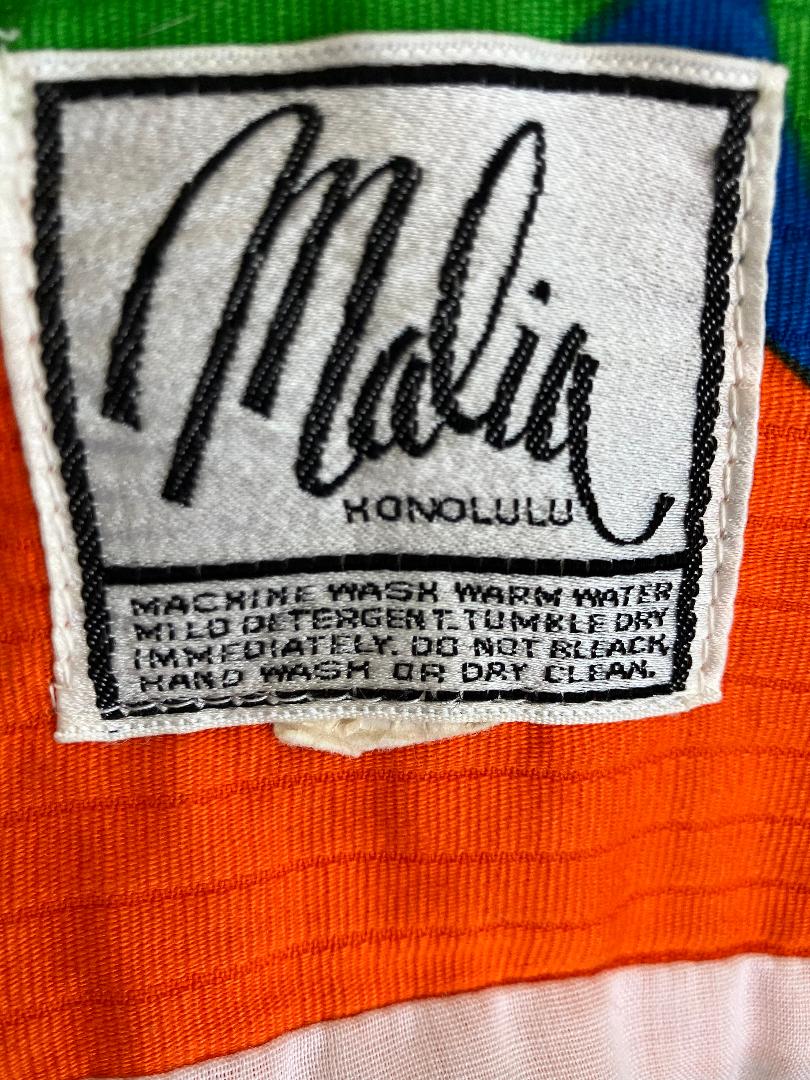 Malia
HONOLULU
MACHINE WASH WARM WATER
MILD DETERGENT. TUMBLE DRY
IMMEDIATELY. DO NOT BLEACH,
HAND WASH OR DRY CLEAN.